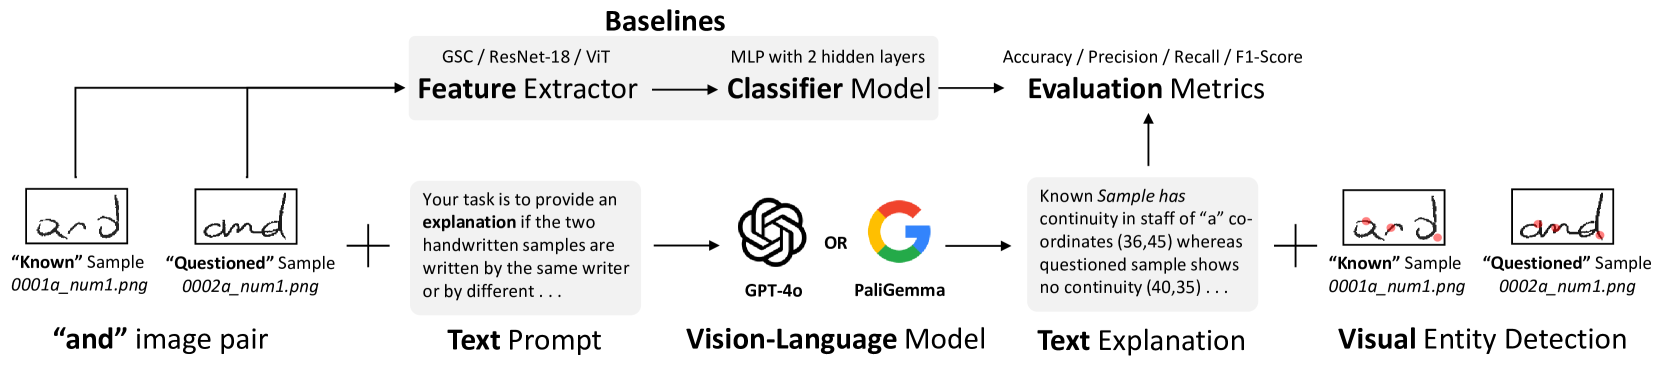 Baselines
GSC / ResNet-18 / ViT
Feature Extractor
MLP with 2 hidden layers
Classifier Model
Accuracy / Precision / Recall / F1-Score
Evaluation Metrics
and
"Known" Sample
0001a_num1.png
and
"Questioned" Sample
0002a_num1.png
"and" image pair
Your task is to provide an
explanation if the two
handwritten samples are
written by the same writer
or by different . . .
Text Prompt
GPT-4o
OR
PaliGemma
Vision-Language Model
Known Sample has
continuity in staff of "a" co-
ordinates (36,45) whereas
questioned sample shows
no continuity (40,35) . . .
Text Explanation
and
"Known" Sample
0001a_num1.png
and
"Questioned" Sample
0002a_num1.png
Visual Entity Detection